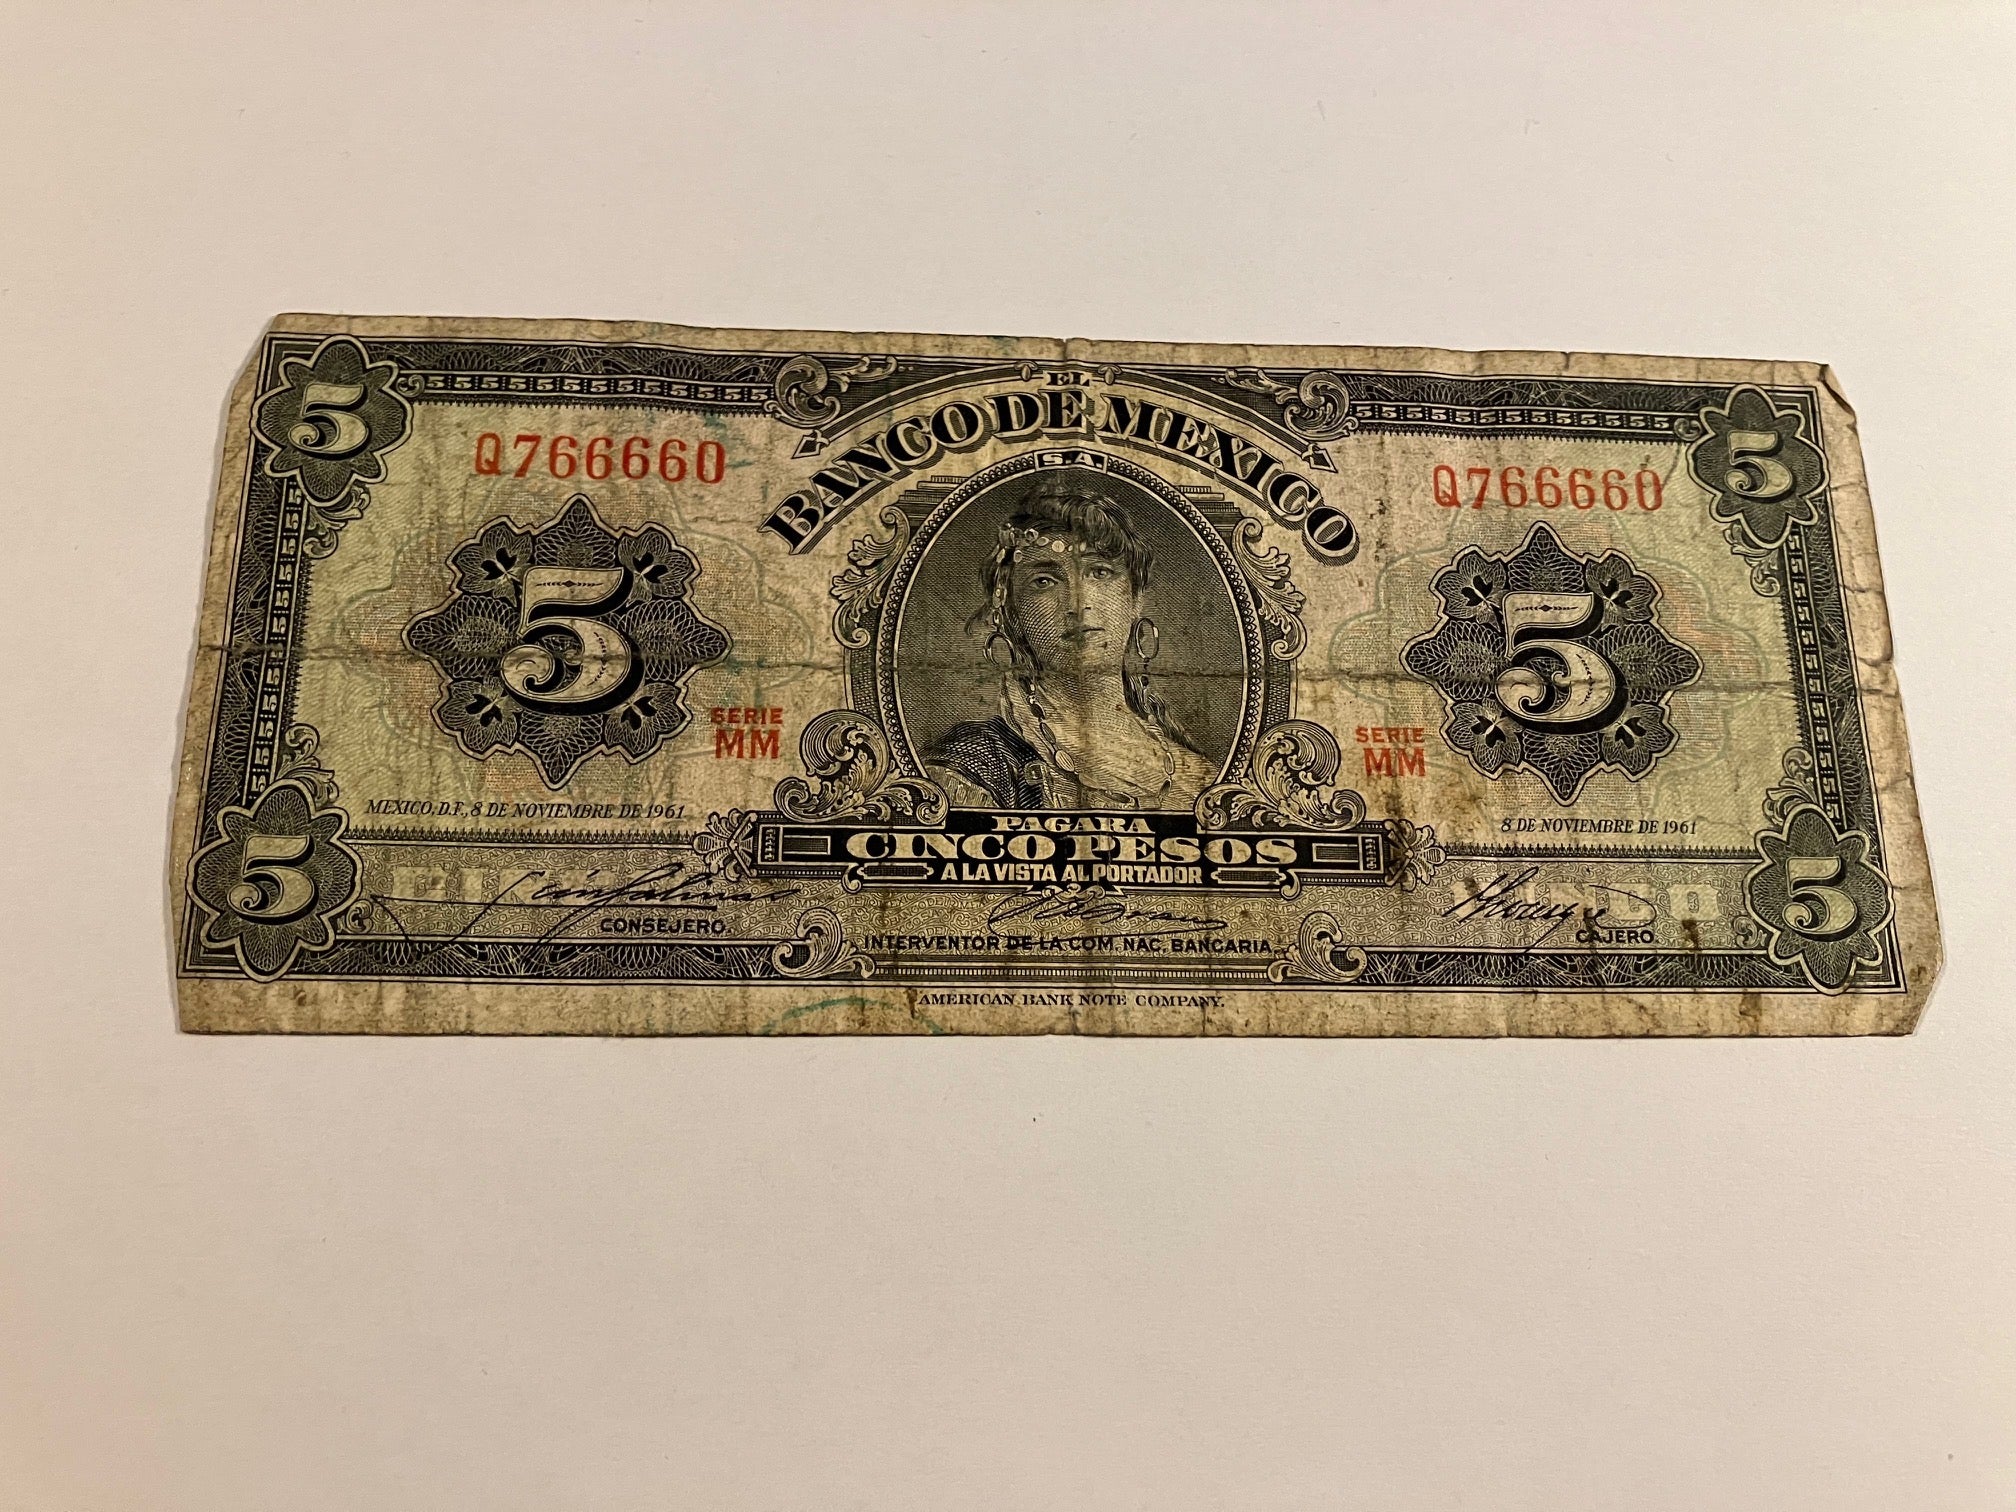 5
5
EL
BANCO DE MEXICO
S.A.
Q766660
Q766660
5
5
SERIE
MM
SERIE
MM
MEXICO, D.F., 8 DE NOVIEMBRE DE 1961
8 DE NOVIEMBRE DE 1961
PAGARA
CINCO PESOS
A LA VISTA AL PORTADOR
5
5
CONSEJERO.
INTERVENTOR DE LA COM. NAC. BANCARIA
CAJERO.
AMERICAN BANK NOTE COMPANY.